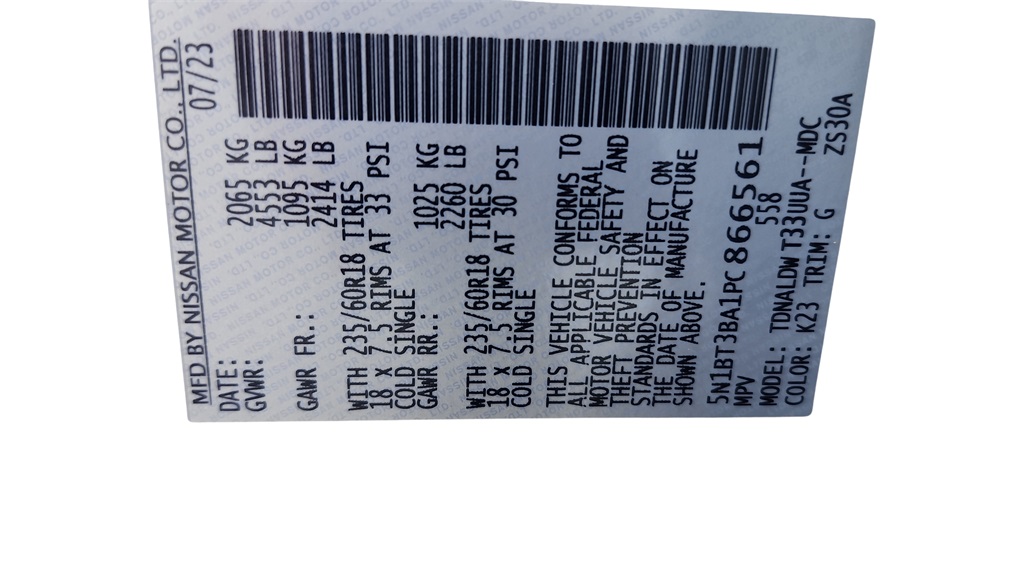 MFD BY NISSAN MOTOR CO., LTD.
DATE: 07/23
GVWR: 2065 KG
4553 LB
GAWR FR.: 1095 KG
2414 LB
WITH 235/60R18 TIRES
18 X 7.5 RIMS AT 33 PSI
COLD SINGLE
GAWR RR.: 1025 KG
2260 LB
WITH 235/60R18 TIRES
18 X 7.5 RIMS AT 30 PSI
COLD SINGLE
THIS VEHICLE CONFORMS TO
ALL APPLICABLE FEDERAL
MOTOR VEHICLE SAFETY AND
THEFT PREVENTION
STANDARDS IN EFFECT ON
THE DATE OF MANUFACTURE
SHOWN ABOVE.
5N1BT3BA1PC866561
MPV 558
MODEL: TDNALDW T33UUA--MDC
COLOR: K23 TRIM: G ZS30A